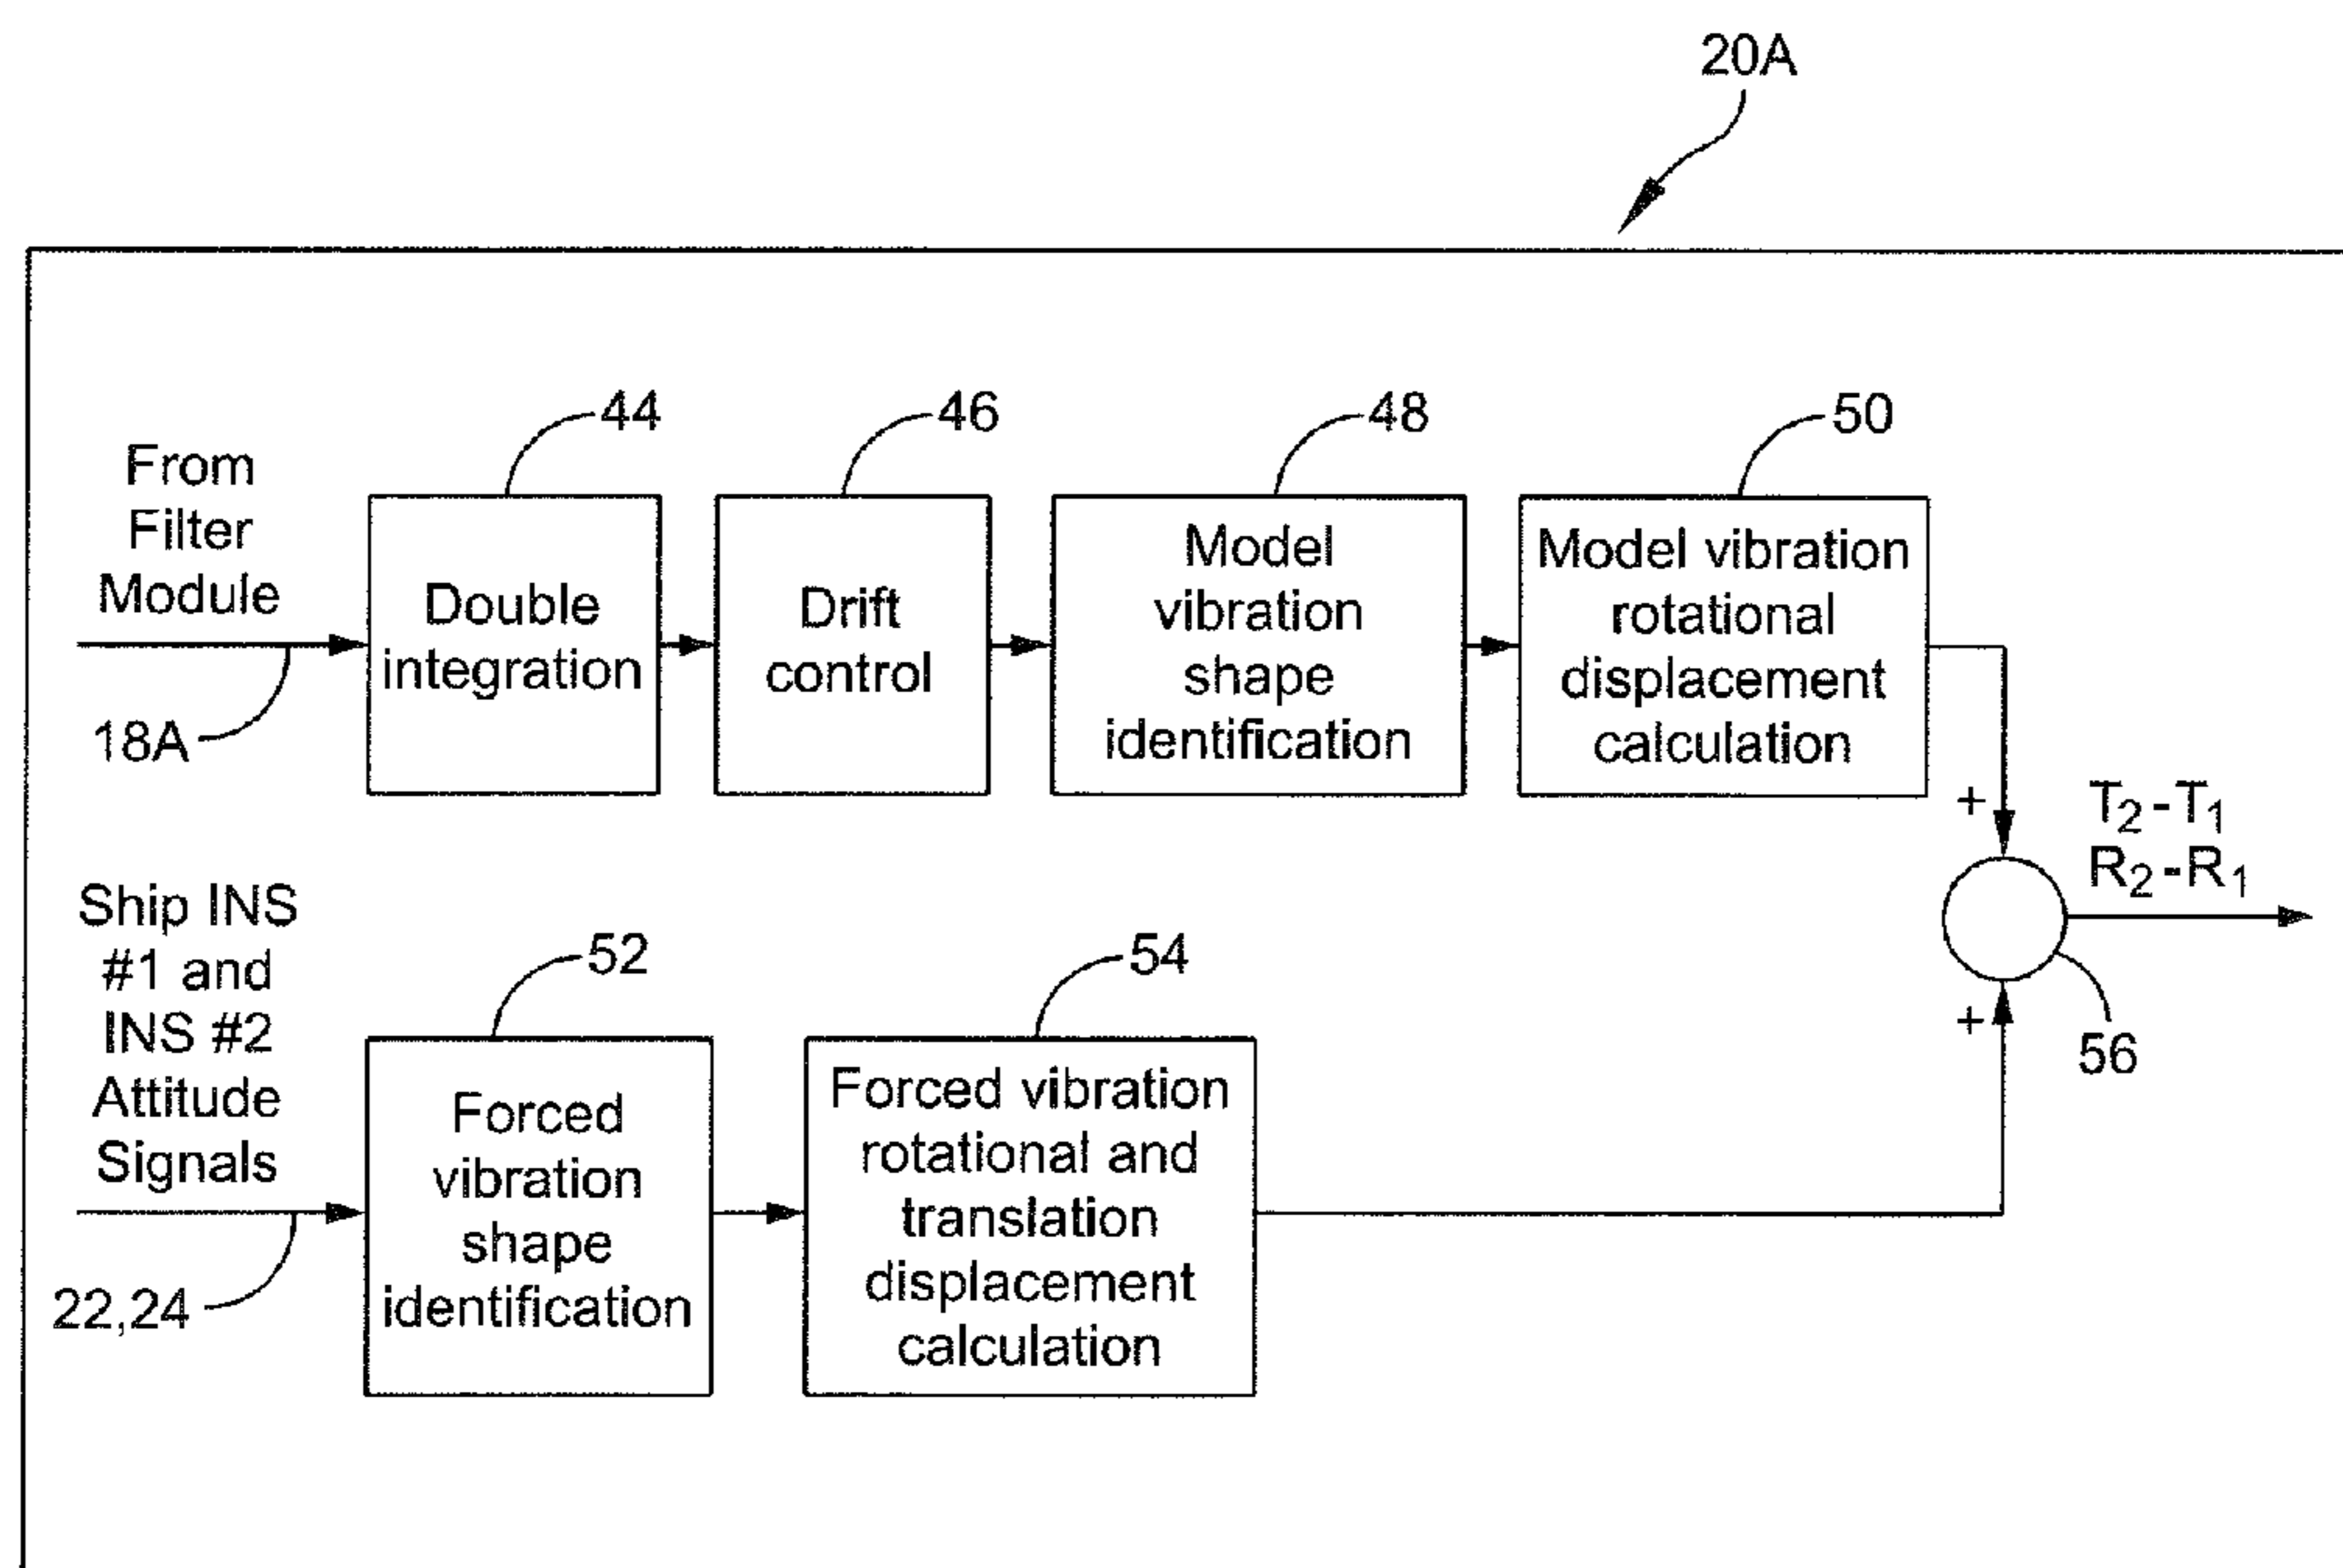 20A
44
46
48
50
From
Filter
Module
18A
Double
integration
Drift
control
Model
vibration
shape
identification
Model vibration
rotational
displacement
calculation
+
T2-T1
R2-R1
+
56
Ship INS
#1 and
INS #2
Attitude
Signals
22,24
52
Forced
vibration
shape
identification
54
Forced vibration
rotational and
translation
displacement
calculation